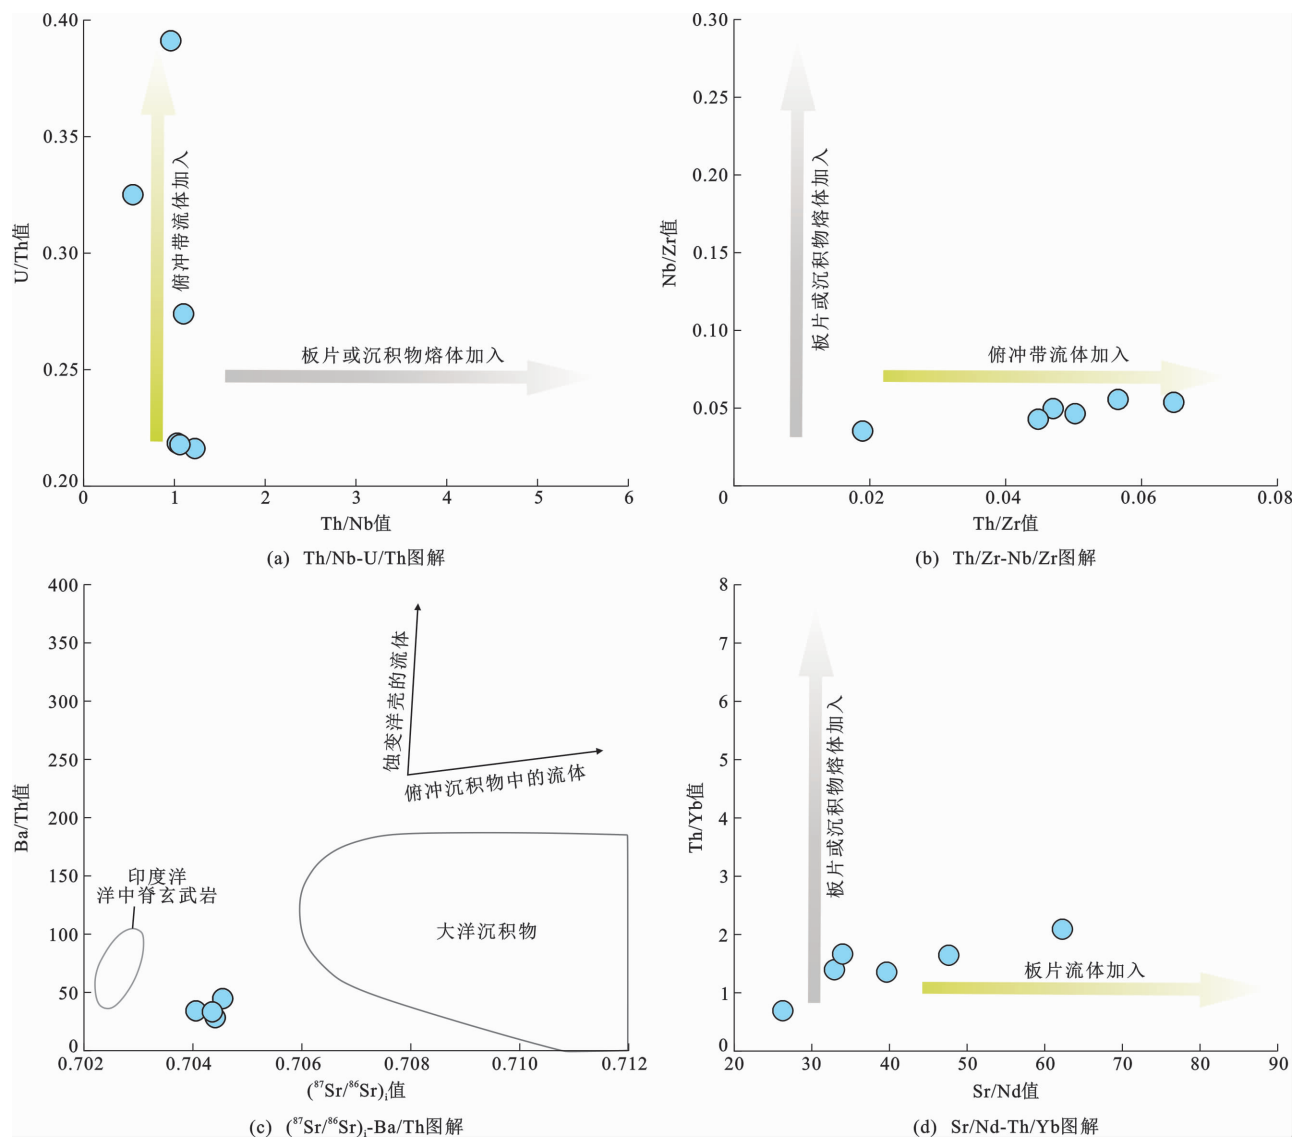 0.40
0.35
0.30
0.25
0.20
U/Th值
0
1
2
3
4
5
6
Th/Nb值
俯冲带流体加入
板片或沉积物熔体加入
(a) Th/Nb-U/Th图解
0.30
0.25
0.20
0.15
0.10
0.05
Nb/Zr值
0
0.02
0.04
0.06
0.08
Th/Zr值
板片或沉积物熔体加入
俯冲带流体加入
(b) Th/Zr-Nb/Zr图解
400
350
300
250
200
150
100
50
0
Ba/Th值
0.702
0.704
0.706
0.708
0.710
0.712
(⁸⁷Sr/⁸⁶Sr)ᵢ值
蚀变洋壳的流体
俯冲沉积物中的流体
印度洋
洋中脊玄武岩
大洋沉积物
(c) (⁸⁷Sr/⁸⁶Sr)ᵢ-Ba/Th图解
8
7
6
5
4
3
2
1
0
Th/Yb值
20
30
40
50
60
70
80
90
Sr/Nd值
板片或沉积物熔体加入
板片流体加入
(d) Sr/Nd-Th/Yb图解